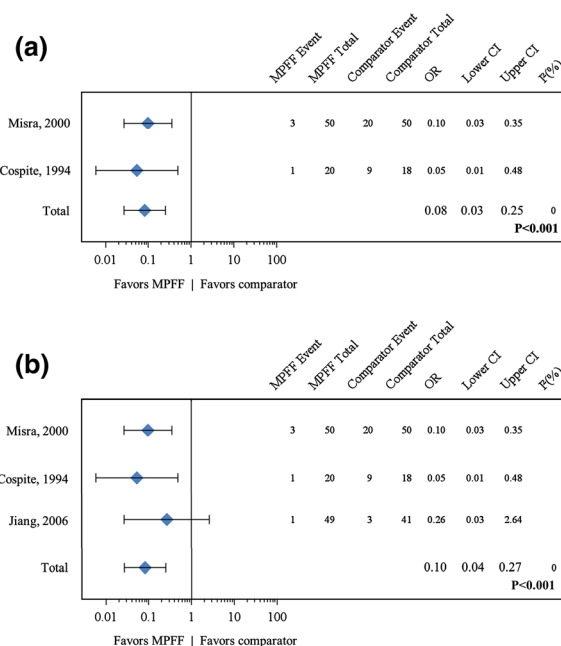 (a)
MPFF Event MPFF Total Comparator Event Comparator Total OR Lower CI Upper CI I²(%)
Misra, 2000 3 50 20 50 0.10 0.03 0.35
Cospite, 1994 1 20 9 18 0.05 0.01 0.48
Total 0.08 0.03 0.25 0
P<0.001
0.01 0.1 1 10 100
Favors MPFF | Favors comparator
(b)
MPFF Event MPFF Total Comparator Event Comparator Total OR Lower CI Upper CI I²(%)
Misra, 2000 3 50 20 50 0.10 0.03 0.35
Cospite, 1994 1 20 9 18 0.05 0.01 0.48
Jiang, 2006 1 49 3 41 0.26 0.03 2.64
Total 0.10 0.04 0.27 0
P<0.001
0.01 0.1 1 10 100
Favors MPFF | Favors comparator